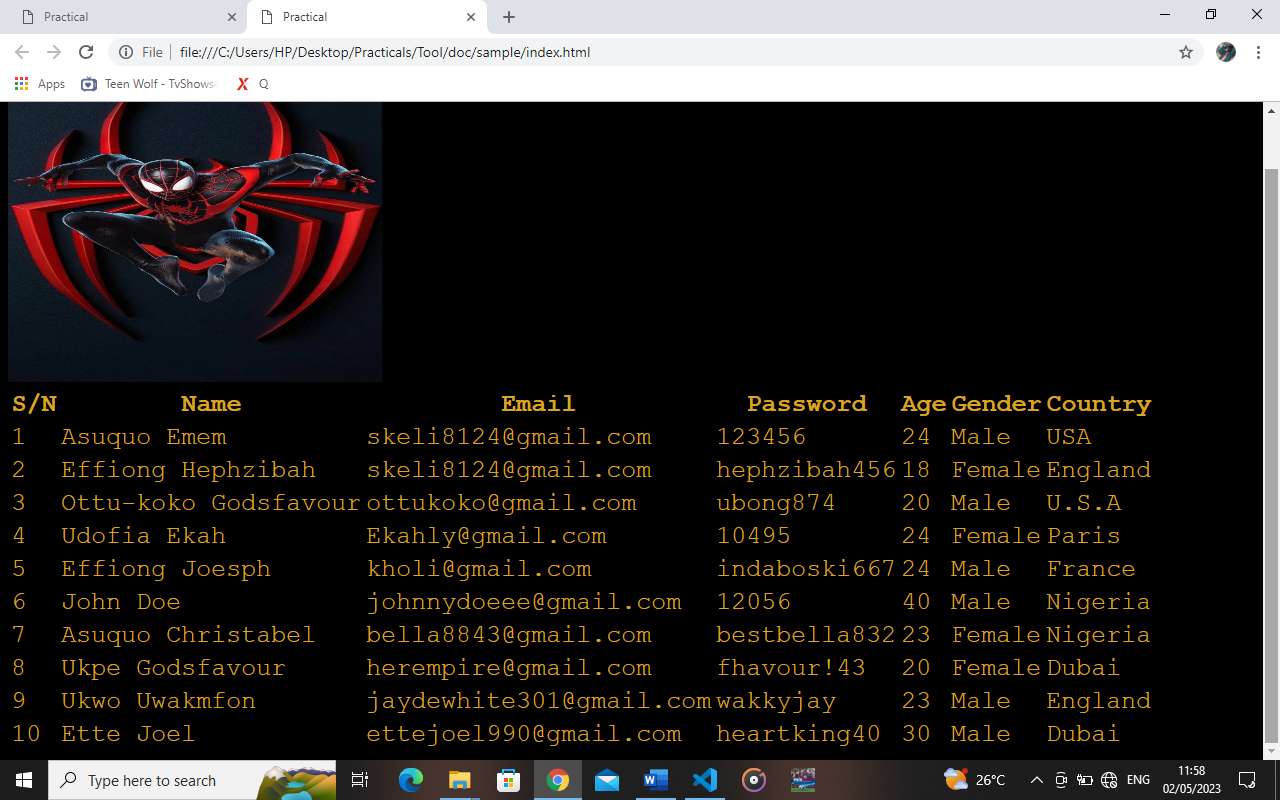 Practical
Practical
File file:///C:/Users/HP/Desktop/Practicals/Tool/doc/sample/index.html
Apps Teen Wolf - TvShows Q
S/N Name Email Password Age Gender Country
1 Asuquo Emem skeli8124@gmail.com 123456 24 Male USA
2 Effiong Hephzibah skeli8124@gmail.com hephzibah456 18 Female England
3 Ottu-koko Godsfavour ottukoko@gmail.com ubong874 20 Male U.S.A
4 Udofia Ekah Ekahly@gmail.com 10495 24 Female Paris
5 Effiong Joesph kholi@gmail.com indaboski667 24 Male France
6 John Doe johnnydoeee@gmail.com 12056 40 Male Nigeria
7 Asuquo Christabel bella8843@gmail.com bestbella832 23 Female Nigeria
8 Ukpe Godsfavour herempire@gmail.com fhavour!43 20 Female Dubai
9 Ukwo Uwakmfon jaydewhite301@gmail.com wakkyjay 23 Male England
10 Ette Joel ettejoel990@gmail.com heartking40 30 Male Dubai
Type here to search 26°C ENG 11:58
02/05/2023